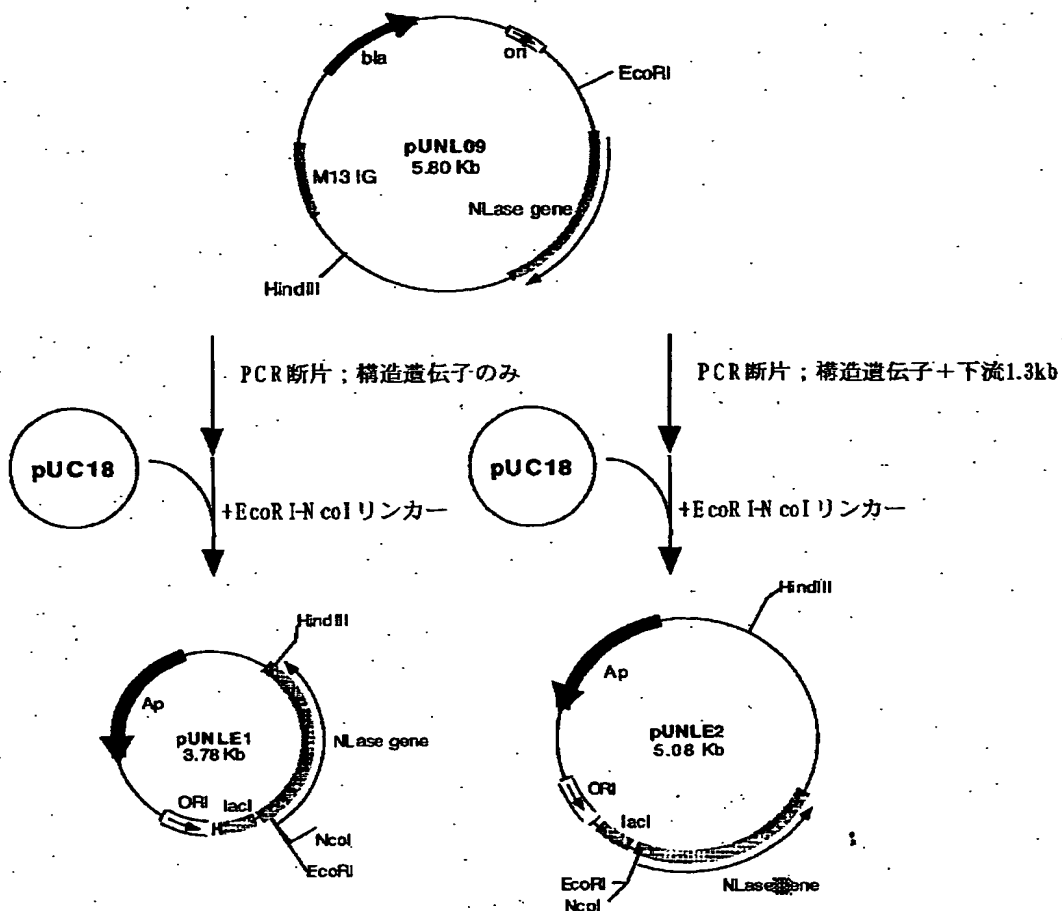 bla
ori
EcoRI
pUNL09
5.80 Kb
M13 IG
NLase gene
HindIII
PCR断片；構造遺伝子のみ
PCR断片；構造遺伝子＋下流1.3kb
pUC18
+EcoRI-NcoIリンカー
pUC18
+EcoRI-NcoIリンカー
HindIII
Ap
pUNLE1
3.78 Kb
NLase gene
ORI
lacI
NcoI
EcoRI
HindIII
Ap
pUNLE2
5.08 Kb
ORI
lacI
EcoRI
NcoI
NLase